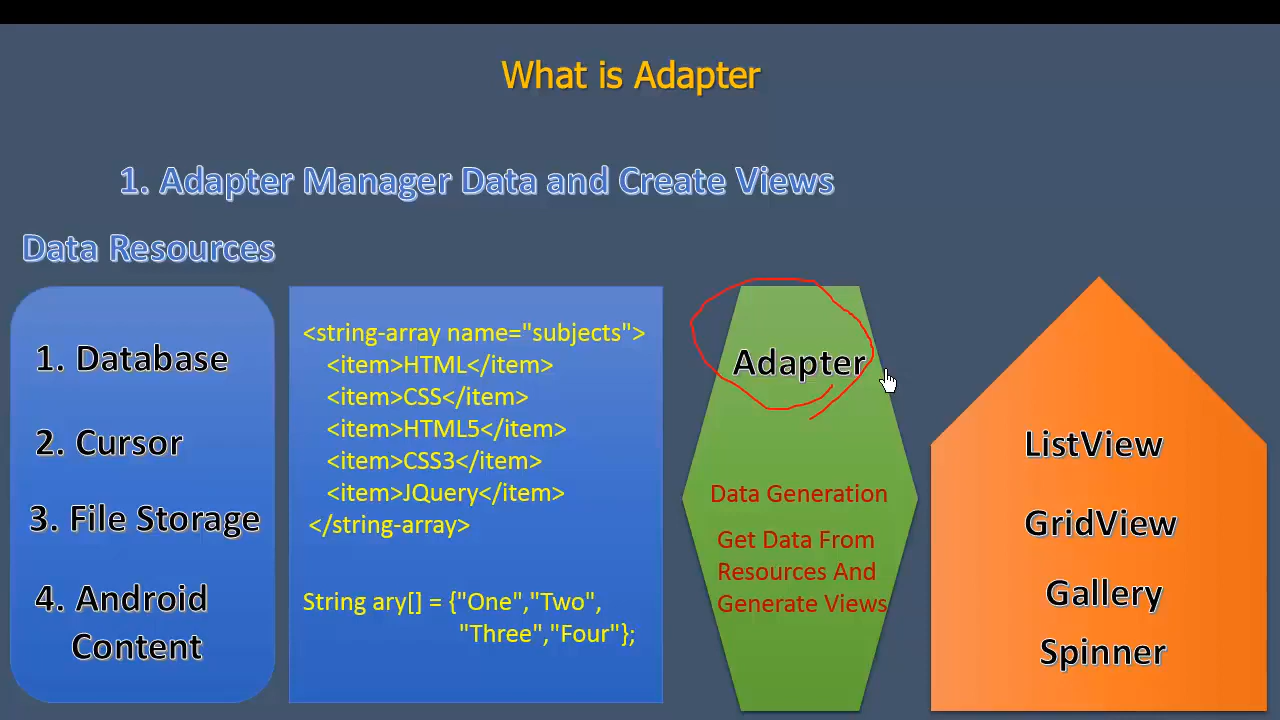 What is Adapter
1. Adapter Manager Data and Create Views
Data Resources
1. Database
2. Cursor
3. File Storage
4. Android
Content
<string-array name="subjects">
<item>HTML</item>
<item>CSS</item>
<item>HTML5</item>
<item>CSS3</item>
<item>JQuery</item>
</string-array>
String ary[] = {"One","Two",
"Three","Four"};
Adapter
Data Generation
Get Data From
Resources And
Generate Views
ListView
GridView
Gallery
Spinner